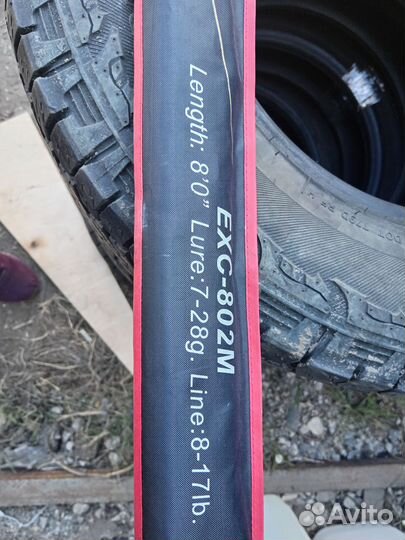 EXC-802M
Length: 8'0" Lure:7-28g. Line:8-17lb.
Avito